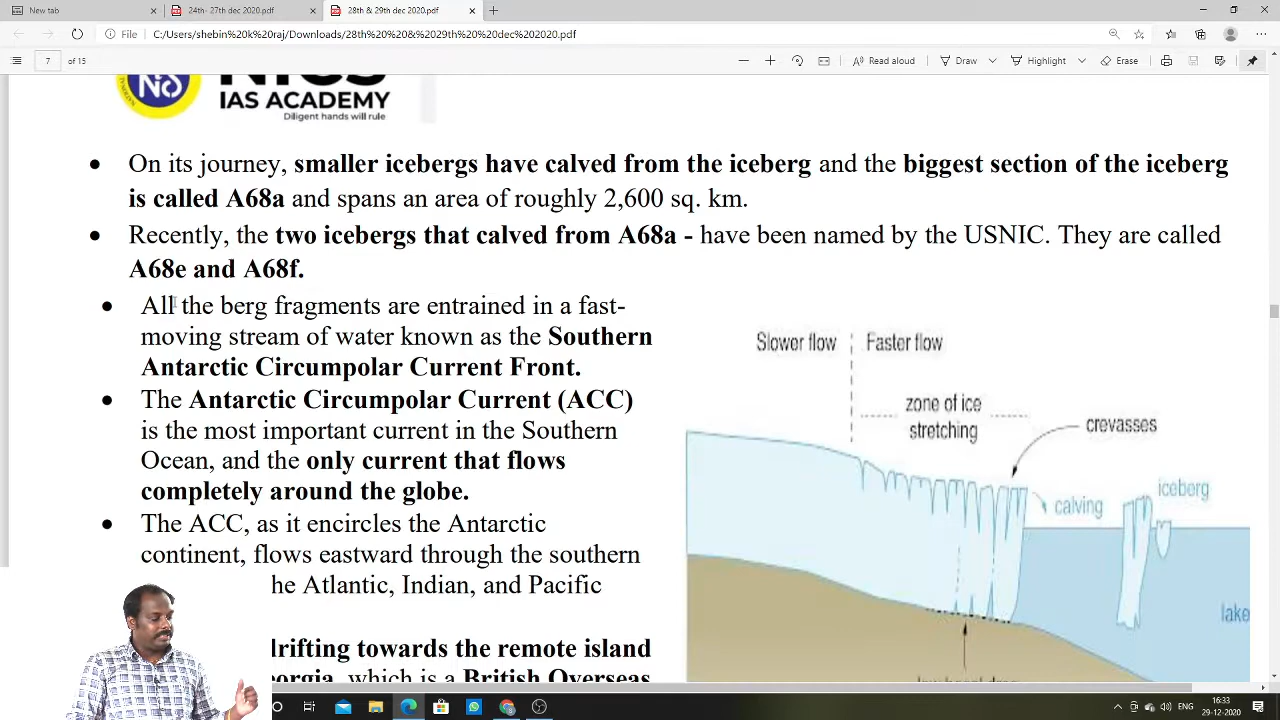 New tab
24th- 27th dec 2020.pdf
28th & 29th dec 2020.pdf
File
C:/Users/shebin%20k%20raj/Downloads/28th%20%20&%2029th%20%20dec%202020.pdf
7
of 15
Read aloud
Draw
Highlight
Erase
IAS ACADEMY
Diligent hands will rule
• On its journey, smaller icebergs have calved from the iceberg and the biggest section of the iceberg
is called A68a and spans an area of roughly 2,600 sq. km.
• Recently, the two icebergs that calved from A68a - have been named by the USNIC. They are called
A68e and A68f.
• All the berg fragments are entrained in a fast-
moving stream of water known as the Southern
Antarctic Circumpolar Current Front.
• The Antarctic Circumpolar Current (ACC)
is the most important current in the Southern
Ocean, and the only current that flows
completely around the globe.
• The ACC, as it encircles the Antarctic
continent, flows eastward through the southern
he Atlantic, Indian, and Pacific
drifting towards the remote island
eorgia, which is a British Overseas
Slower flow
Faster flow
zone of ice
stretching
crevasses
calving
iceberg
lake
16:33
29-12-2020